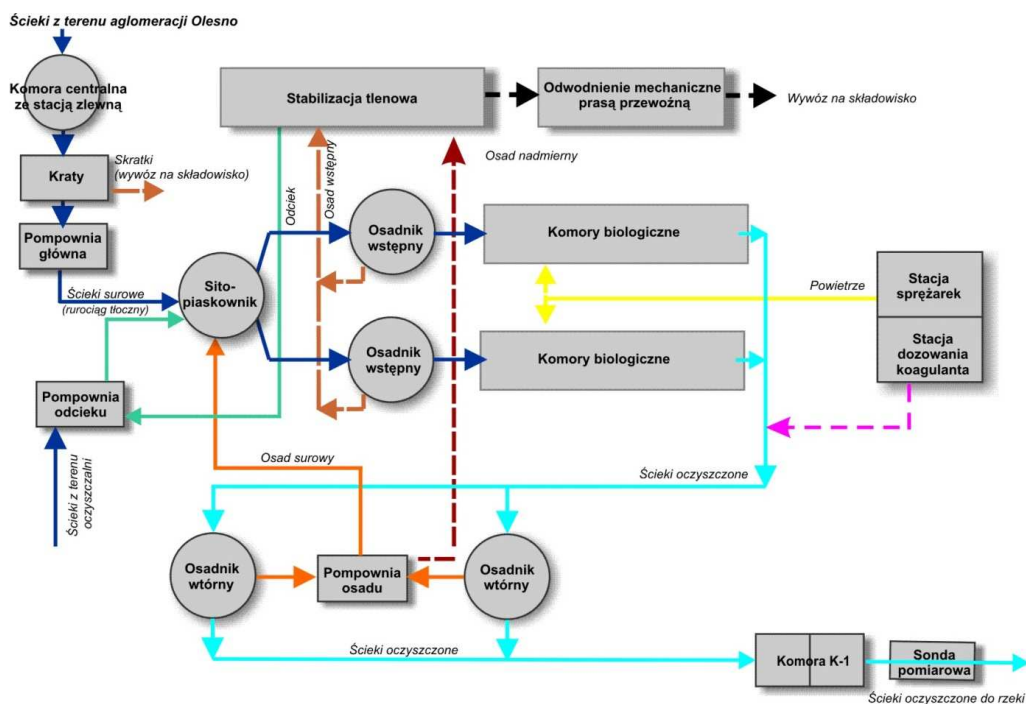 Ścieki z terenu aglomeracji Olesno
Komora centralna
ze stacją zlewną
Stabilizacja tlenowa
Odwodnienie mechaniczne
prasą przewoźną
Wywóz na składowisko
Skratki
(wywóz na składowisko)
Kraty
Osad nadmierny
Odciek
Osad wstępny
Pompownia
główna
Osadnik
wstępny
Komory biologiczne
Sito-
piaskownik
Ścieki surowe
(rurociąg tłoczny)
Powietrze
Stacja
sprężarek
Osadnik
wstępny
Komory biologiczne
Stacja
dozowania
koagulanta
Pompownia
odcieku
Ścieki z terenu
oczyszczalni
Osad surowy
Ścieki oczyszczone
Osadnik
wtórny
Pompownia
osadu
Osadnik
wtórny
Ścieki oczyszczone
Komora K-1
Sonda
pomiarowa
Ścieki oczyszczone do rzeki